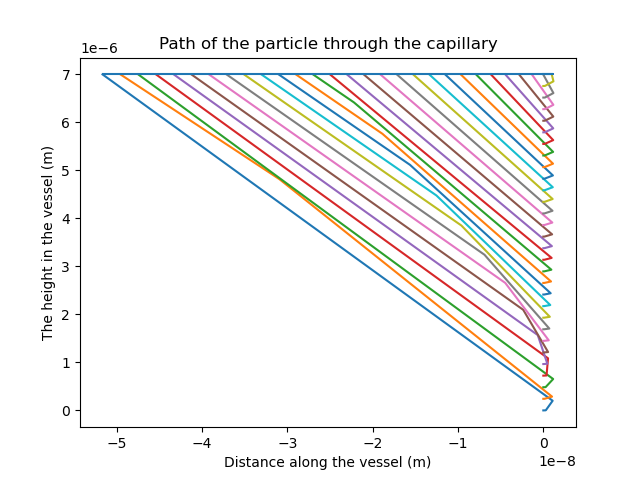 Path of the particle through the capillary
1e−6
The height in the vessel (m)
7
6
5
4
3
2
1
0
−5 −4 −3 −2 −1 0
1e−8
Distance along the vessel (m)